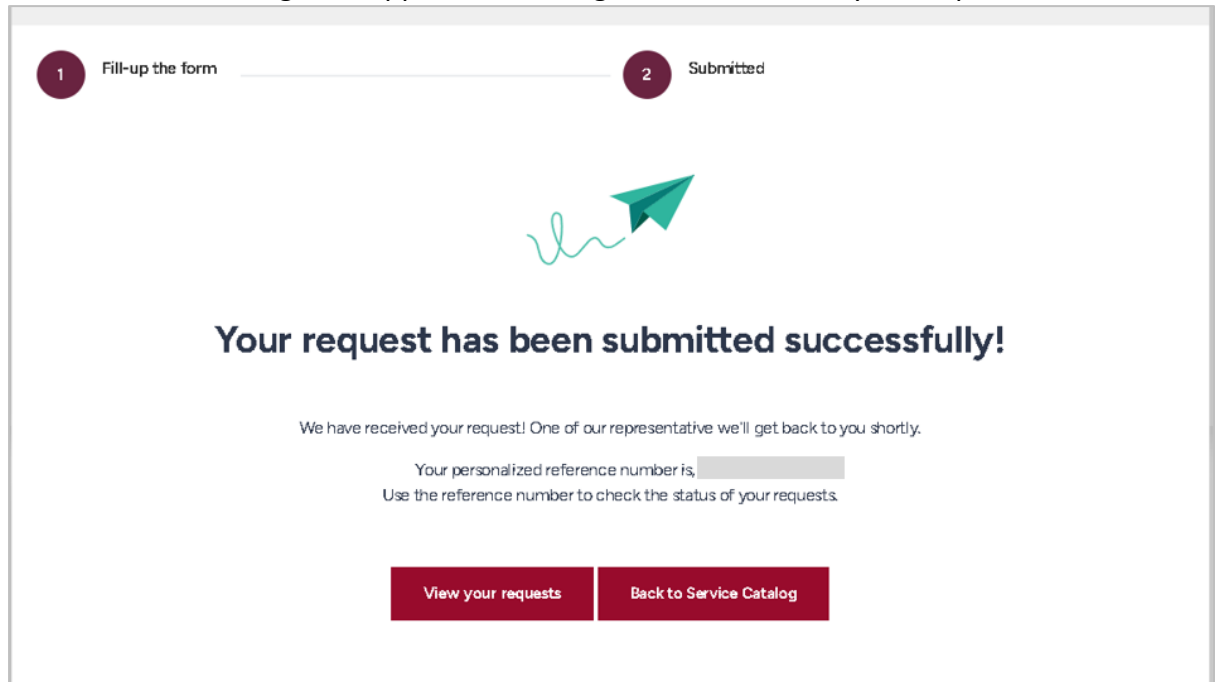 1 Fill-up the form
2 Submitted
Your request has been submitted successfully!
We have received your request! One of our representative we'll get back to you shortly.
Your personalized reference number is,
Use the reference number to check the status of your requests.
View your requests
Back to Service Catalog